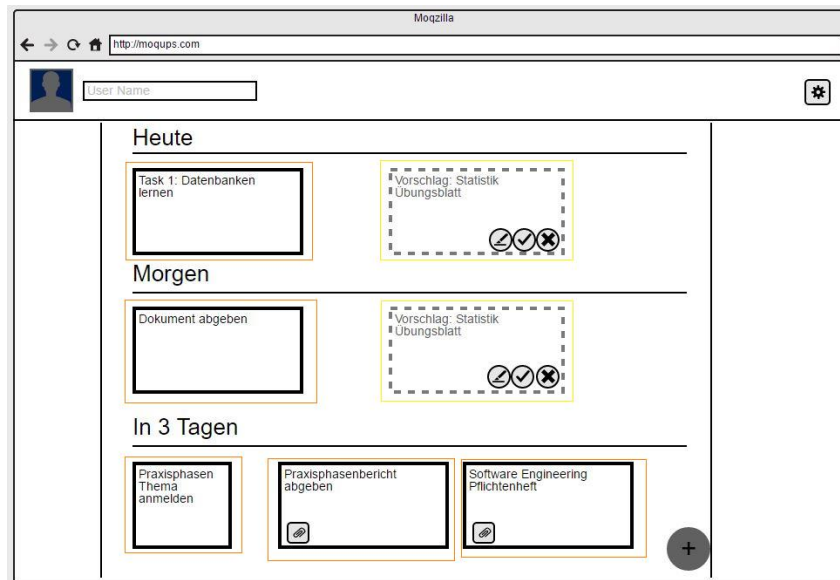 Moqzilla
http://moqups.com
User Name
Heute
Task 1: Datenbanken
lernen
Vorschlag: Statistik
Übungsblatt
Morgen
Dokument abgeben
Vorschlag: Statistik
Übungsblatt
In 3 Tagen
Praxisphasen
Thema
anmelden
Praxisphasenbericht
abgeben
Software Engineering
Pflichtenheft
+